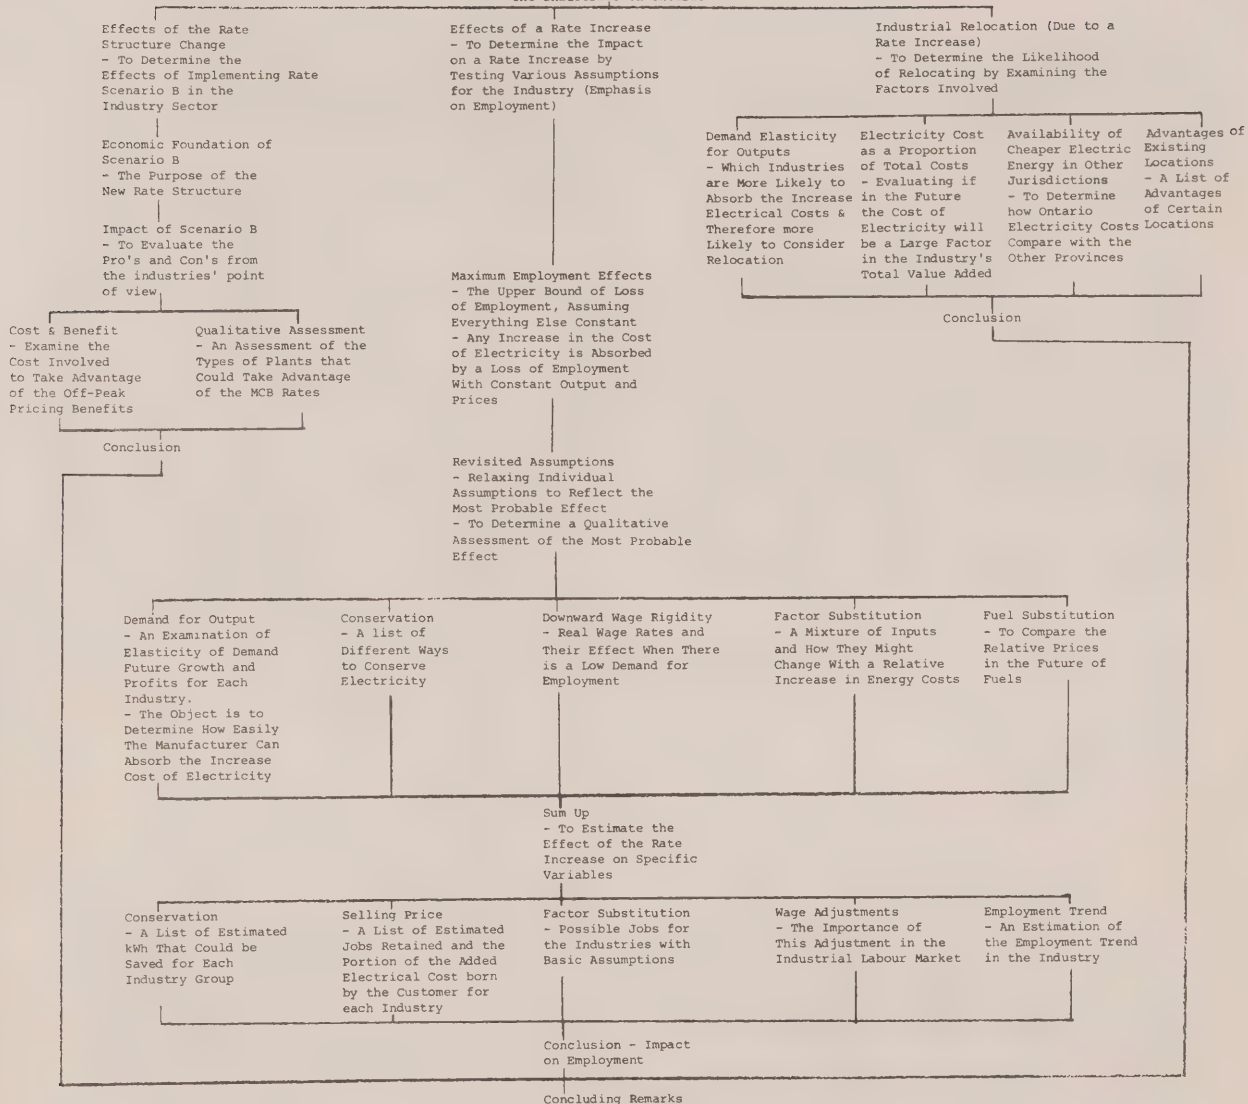 Effects of the Rate
Structure Change
- To Determine the
Effects of Implementing Rate
Scenario B in the
Industry Sector
Economic Foundation of
Scenario B
- The Purpose of the
New Rate Structure
Impact of Scenario B
- To Evaluate the
Pro's and Con's from
the industries' point
of view
Cost & Benefit
- Examine the
Cost Involved
to Take Advantage
of the Off-Peak
Pricing Benefits
Qualitative Assessment
- An Assessment of the
Types of Plants that
Could Take Advantage
of the MCB Rates
Conclusion
Effects of a Rate Increase
- To Determine the Impact
on a Rate Increase by
Testing Various Assumptions
for the Industry (Emphasis
on Employment)
Maximum Employment Effects
- The Upper Bound of Loss
of Employment, Assuming
Everything Else Constant
- Any Increase in the Cost
of Electricity is Absorbed
by a Loss of Employment
With Constant Output and
Prices
Revisited Assumptions
- Relaxing Individual
Assumptions to Reflect the
Most Probable Effect
- To Determine a Qualitative
Assessment of the Most Probable
Effect
Industrial Relocation (Due to a
Rate Increase)
- To Determine the Likelihood
of Relocating by Examining the
Factors Involved
Demand Elasticity
for Outputs
- Which Industries
are More Likely to
Absorb the Increase
Electrical Costs &
Therefore more
Likely to Consider
Relocation
Electricity Cost
as a Proportion
of Total Costs
- Evaluating if
in the Future
the Cost of
Electricity will
be a Large Factor
in the Industry's
Total Value Added
Availability of
Cheaper Electric
Energy in Other
Jurisdictions
- To Determine
how Ontario
Electricity Costs
Compare with the
Other Provinces
Advantages of
Existing
Locations
- A List of
Advantages
of Certain
Locations
Conclusion
Demand for Output
- An Examination of
Elasticity of Demand
Future Growth and
Profits for Each
Industry.
- The Object is to
Determine How Easily
The Manufacturer Can
Absorb the Increase
Cost of Electricity
Conservation
- A list of
Different Ways
to Conserve
Electricity
Downward Wage Rigidity
- Real Wage Rates and
Their Effect When There
is a Low Demand for
Employment
Factor Substitution
- A Mixture of Inputs
and How They Might
Change With a Relative
Increase in Energy Costs
Fuel Substitution
- To Compare the
Relative Prices
in the Future of
Fuels
Sum Up
- To Estimate the
Effect of the Rate
Increase on Specific
Variables
Conservation
- A List of Estimated
kWh That Could be
Saved for Each
Industry Group
Selling Price
- A List of Estimated
Jobs Retained and the
Portion of the Added
Electrical Cost born
by the Customer for
each Industry
Factor Substitution
- Possible Jobs for
the Industries with
Basic Assumptions
Wage Adjustments
- The Importance of
This Adjustment in the
Industrial Labour Market
Employment Trend
- An Estimation of
the Employment Trend
in the Industry
Conclusion - Impact
on Employment
Concluding Remarks